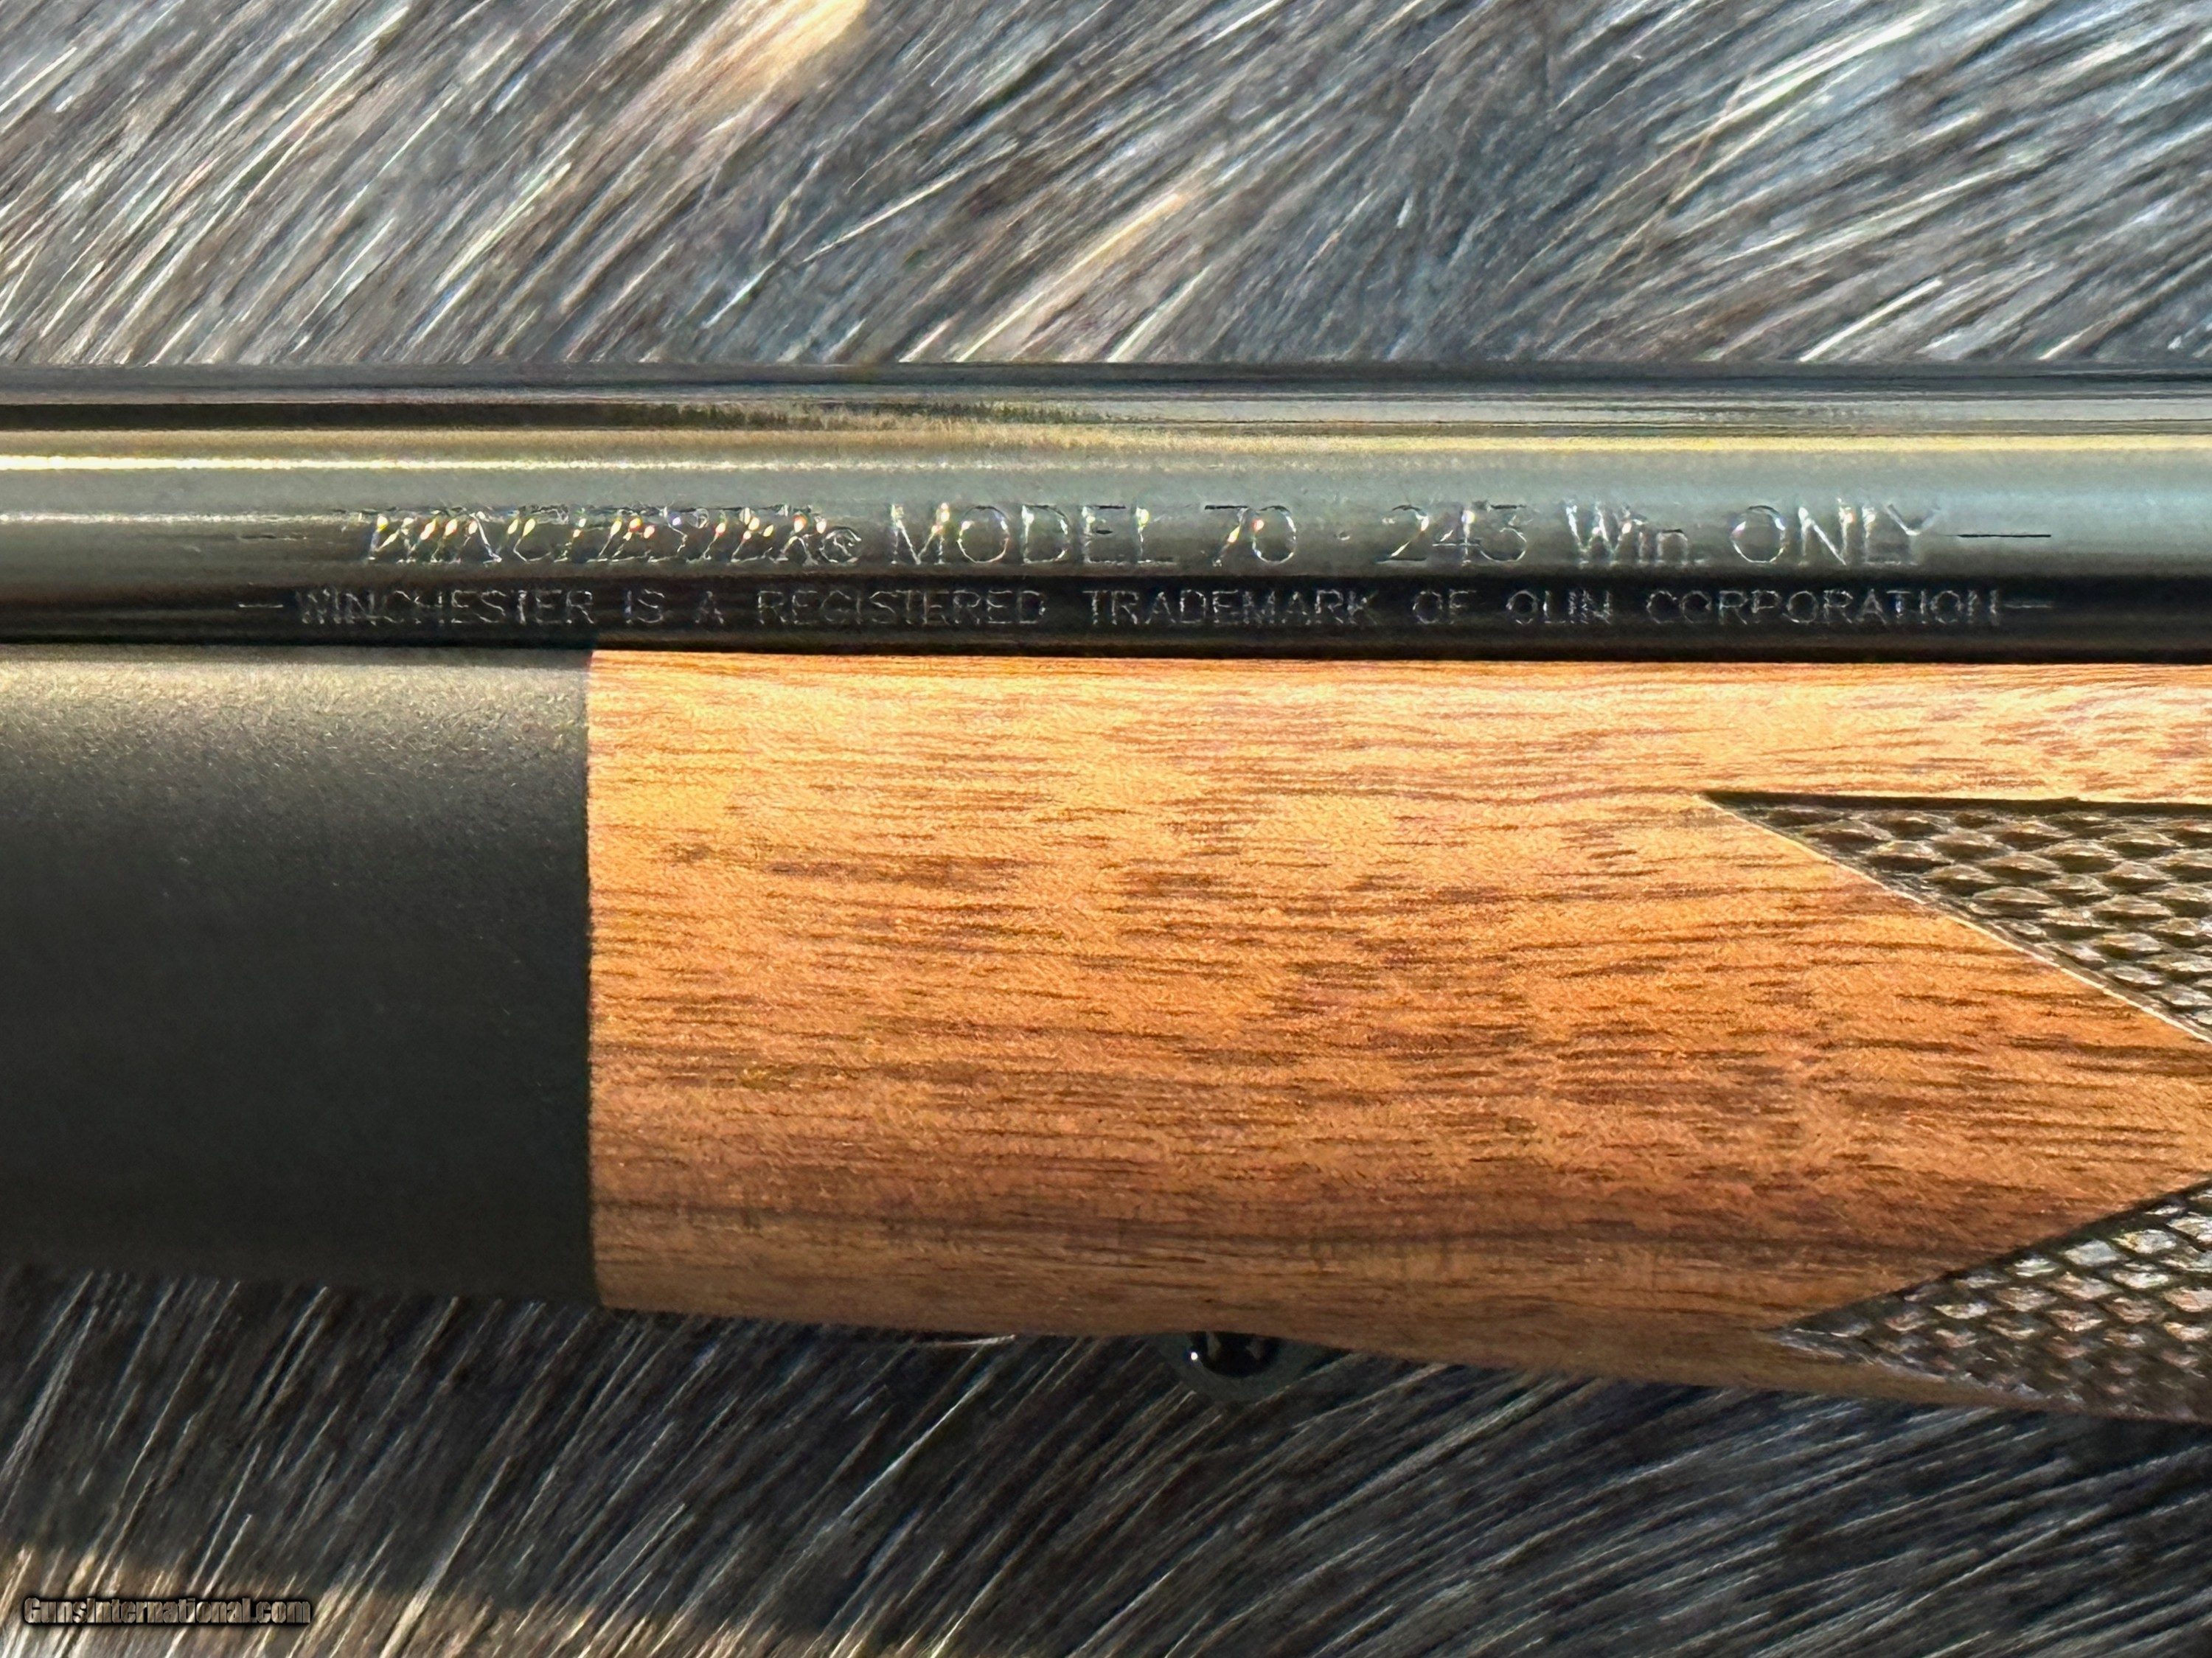 WINCHESTER® MODEL 70 · 243 Win. ONLY—
—WINCHESTER IS A REGISTERED TRADEMARK OF OLIN CORPORATION—
GunsInternational.com